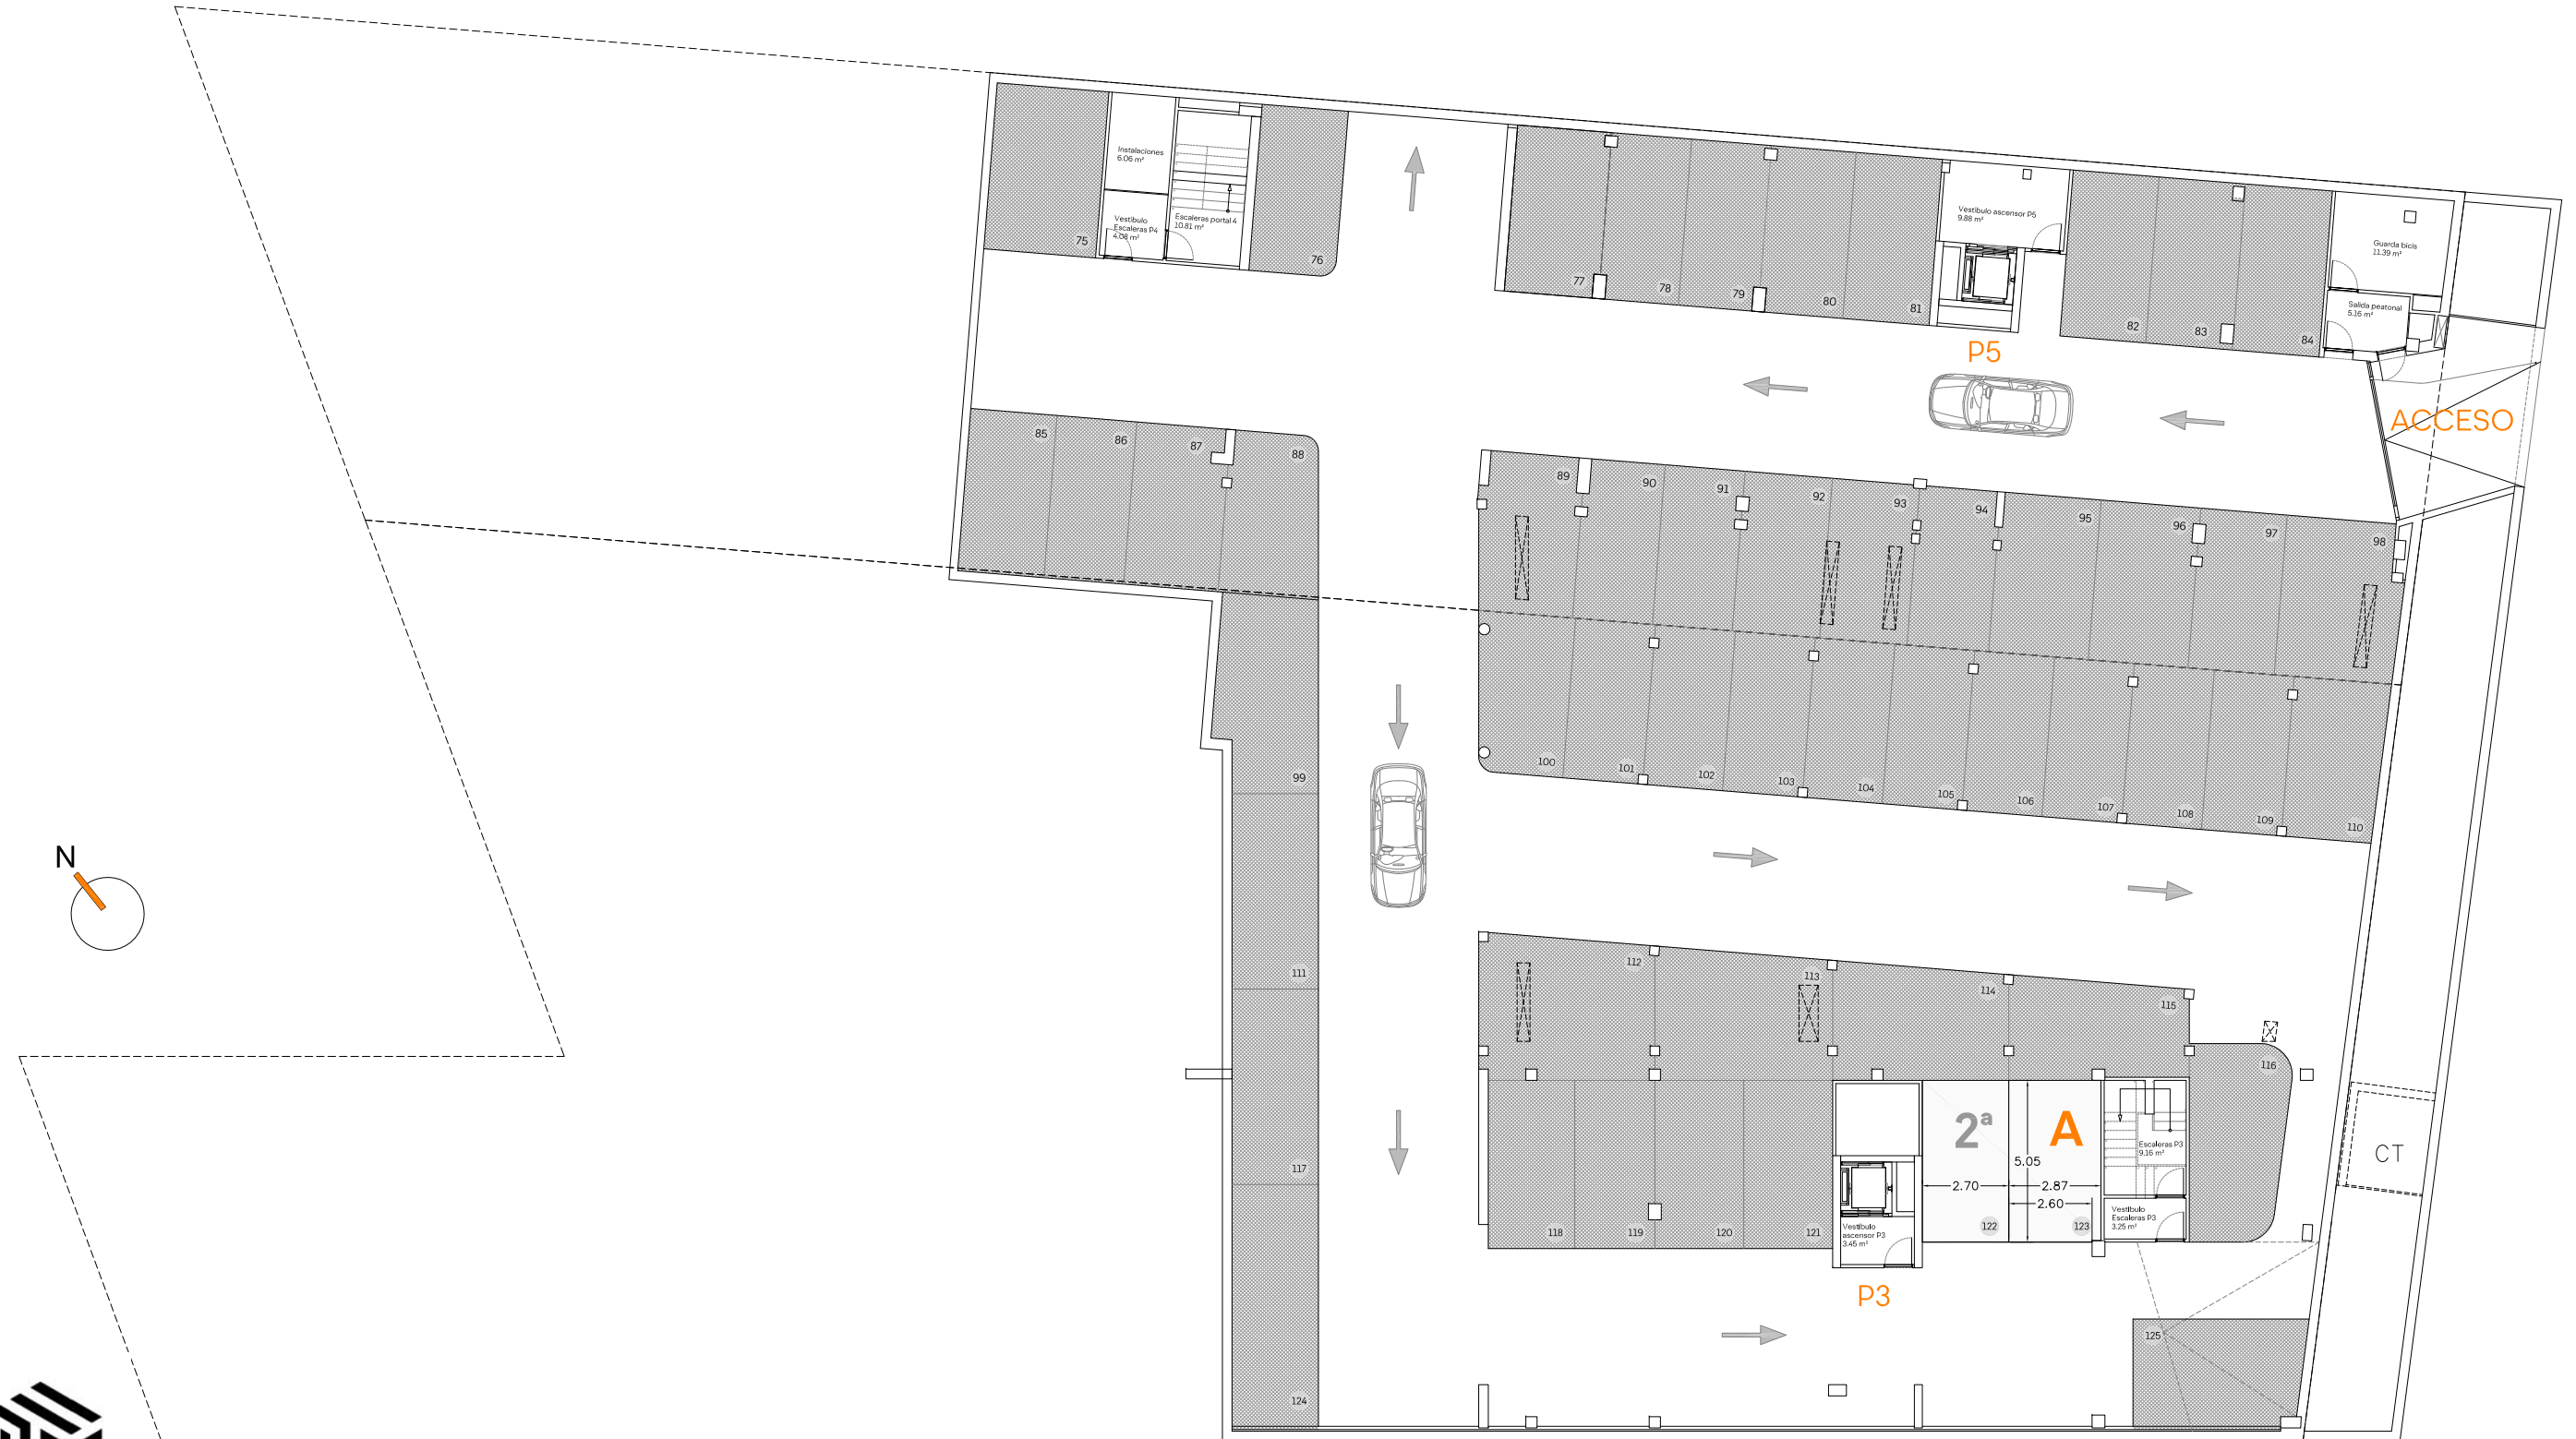 Instalaciones
6.06 m²
Vestíbulo
Escaleras P4
4.08 m²
Escaleras portal 4
10.81 m²
75
76
77
78
79
80
81
Vestíbulo ascensor P5
9.88 m²
82
83
84
Guarda bicis
11.39 m²
Salida peatonal
5.16 m²
P5
ACCESO
85
86
87
88
89
90
91
92
93
94
95
96
97
98
99
100
101
102
103
104
105
106
107
108
109
110
N
111
112
113
114
115
116
117
2ª
A
5.05
2.70
2.87
2.60
Escaleras P3
9.16 m²
Vestíbulo
Escaleras P3
3.25 m²
CT
118
119
120
121
122
123
Vestíbulo
ascensor P3
3.45 m²
P3
124
125